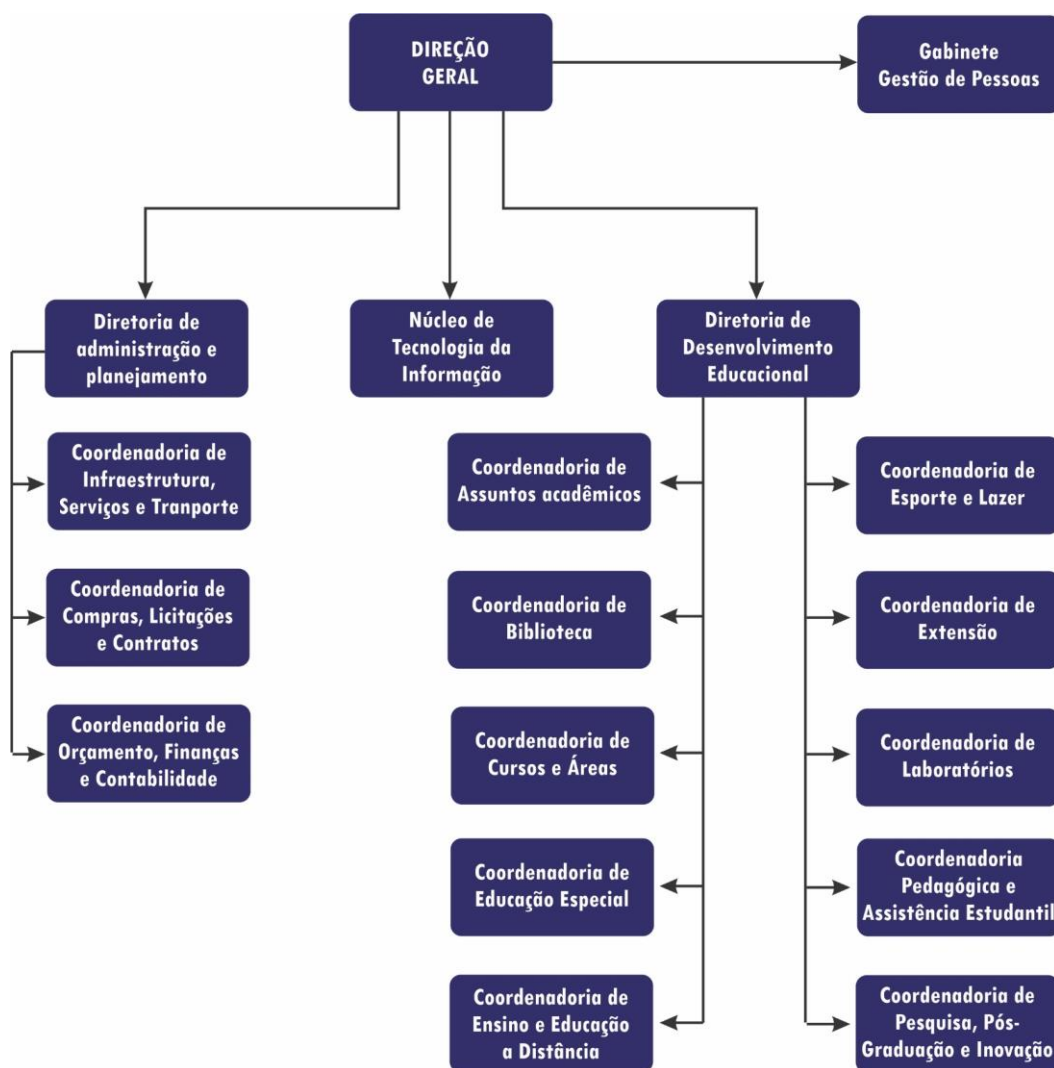 DIREÇÃO
GERAL
Gabinete
Gestão de Pessoas
Diretoria de
administração e
planejamento
Núcleo de
Tecnologia da
Informação
Diretoria de
Desenvolvimento
Educacional
Coordenadoria de
Infraestrutura,
Serviços e Tranporte
Coordenadoria de
Compras, Licitações
e Contratos
Coordenadoria de
Orçamento, Finanças
e Contabilidade
Coordenadoria de
Assuntos acadêmicos
Coordenadoria de
Biblioteca
Coordenadoria de
Cursos e Áreas
Coordenadoria de
Educação Especial
Coordenadoria de
Ensino e Educação
a Distância
Coordenadoria de
Esporte e Lazer
Coordenadoria de
Extensão
Coordenadoria de
Laboratórios
Coordenadoria
Pedagógica e
Assistência Estudantil
Coordenadoria de
Pesquisa, Pós-
Graduação e Inovação